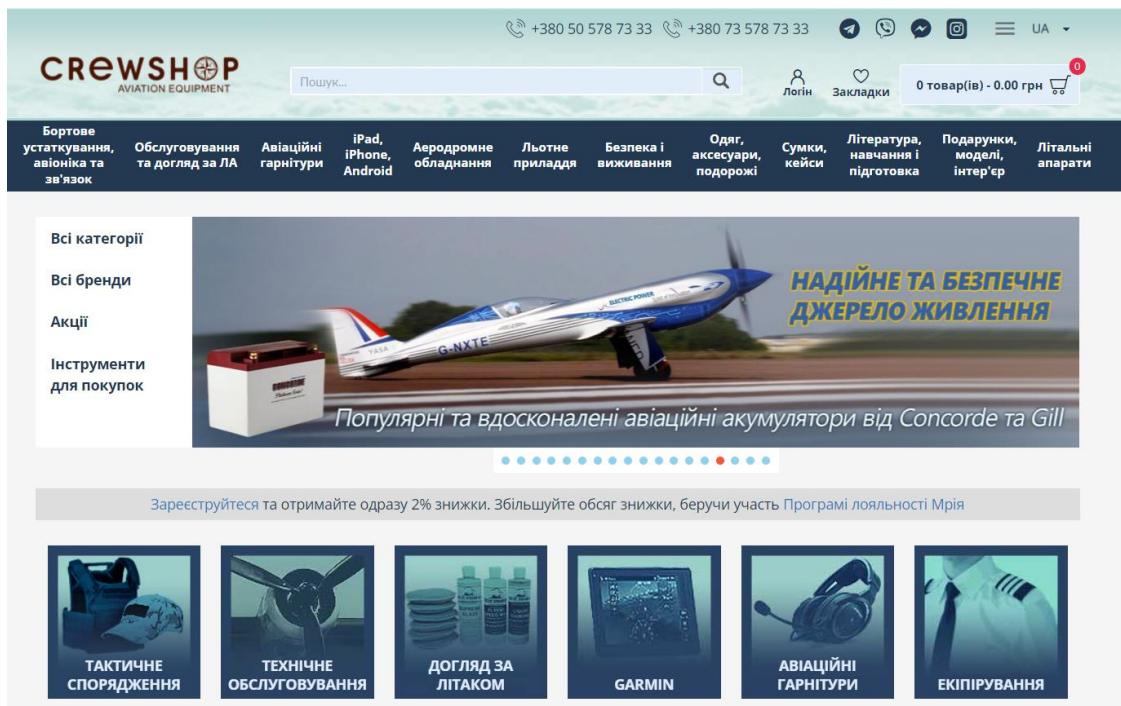 +380 50 578 73 33 +380 73 578 73 33
UA
CREWSHOP
AVIATION EQUIPMENT
Пошук...
Логін
Закладки
0 товар(ів) - 0.00 грн
0
Бортове
устаткування,
авіоніка та
зв'язок
Обслуговування
та догляд за ЛА
Авіаційні
гарнітури
iPad,
iPhone,
Android
Аеродромне
обладнання
Льотне
приладдя
Безпека і
виживання
Одяг,
аксесуари,
подорожі
Сумки,
кейси
Література,
навчання і
підготовка
Подарунки,
моделі,
інтер'єр
Літальні
апарати
Всі категорії
Всі бренди
Акції
Інструменти
для покупок
НАДІЙНЕ ТА БЕЗПЕЧНЕ
ДЖЕРЕЛО ЖИВЛЕННЯ
ELECTRIC POWER
YASA
G-NXTE
CONCORDE
Популярні та вдосконалені авіаційні акумулятори від Concorde та Gill
Зареєструйтеся та отримайте одразу 2% знижки. Збільшуйте обсяг знижки, беручи участь Програмі лояльності Мрія
ТАКТИЧНЕ
СПОРЯДЖЕННЯ
ТЕХНІЧНЕ
ОБСЛУГОВУВАННЯ
ДОГЛЯД ЗА
ЛІТАКОМ
GARMIN
АВІАЦІЙНІ
ГАРНІТУРИ
ЕКІПІРУВАННЯ